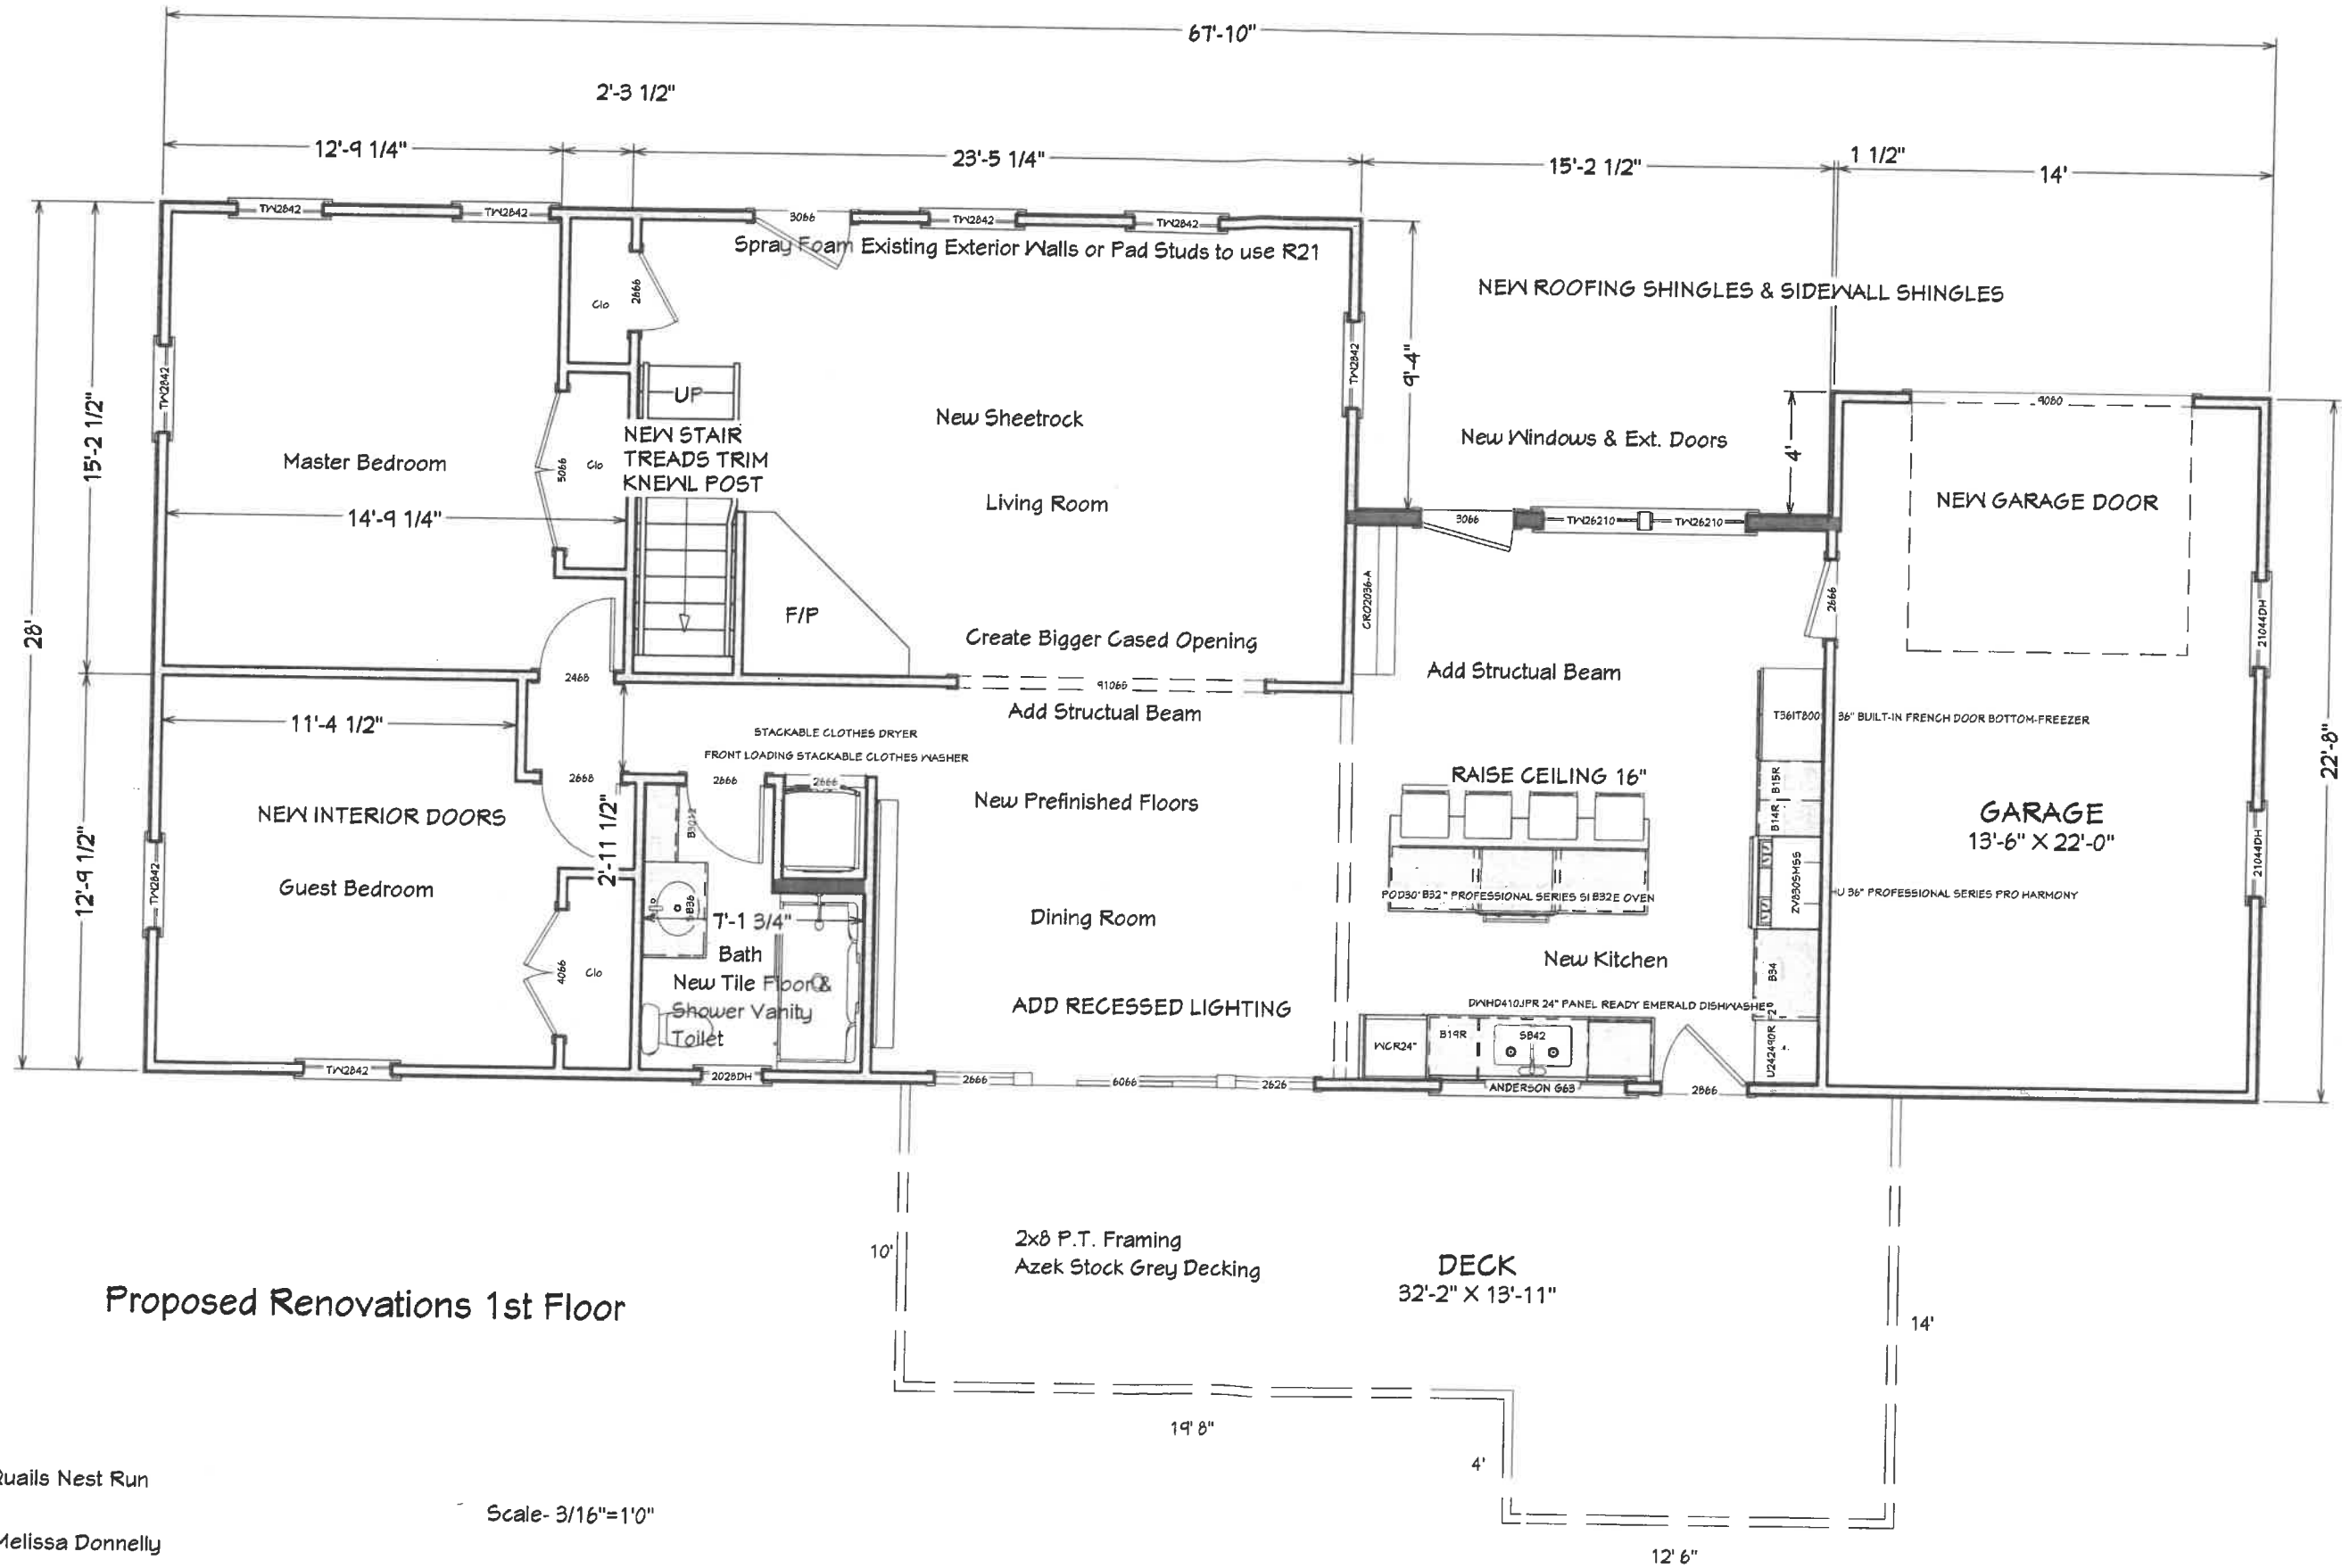 67'-10"
2'-3 1/2"
12'-9 1/4"
23'-5 1/4"
15'-2 1/2"
1 1/2"
14'
TW2842
TW2842
3066
TW2842
TW2842
Spray Foam Existing Exterior Walls or Pad Studs to use R21
NEW ROOFING SHINGLES & SIDEWALL SHINGLES
Clo
2666
TW2842
TW2842
9'-4"
UP
9080
New Sheetrock
New Windows & Ext. Doors
4'
NEW STAIR
TREADS TRIM
KNEWL POST
15'-2 1/2"
Master Bedroom
5066
Clo
Living Room
NEW GARAGE DOOR
14'-9 1/4"
3066
TW26210
TW26210
CRO2036-A
2666
21044DH
F/P
28'
Create Bigger Cased Opening
Add Structual Beam
2468
91066
11'-4 1/2"
Add Structual Beam
T36IT800
36" BUILT-IN FRENCH DOOR BOTTOM-FREEZER
STACKABLE CLOTHES DRYER
FRONT LOADING STACKABLE CLOTHES WASHER
22'-8"
2668
2666
2666
RAISE CEILING 16"
B15R
B14R
NEW INTERIOR DOORS
2'-11 1/2"
New Prefinished Floors
GARAGE
13'-6" X 22'-0"
12'-9 1/2"
TW2842
21044DH
Guest Bedroom
ZV830SMSS
HU 36" PROFESSIONAL SERIES PRO HARMONY
7'-1 3/4"
Dining Room
Bath
New Kitchen
4066
Clo
B34
New Tile Floor &
Shower Vanity
Toilet
ADD RECESSED LIGHTING
DWHD410JPR 24" PANEL READY EMERALD DISHWASHE
WCR24"
B19R
SB42
U242490R
TW2842
2028DH
2666
6066
2626
ANDERSON G63
2866
10'
2x8 P.T. Framing
Azek Stock Grey Decking
DECK
32'-2" X 13'-11"
14'
Proposed Renovations 1st Floor
19' 8"
4'
12' 6"
Quails Nest Run
Scale- 3/16"=1'0"
Melissa Donnelly